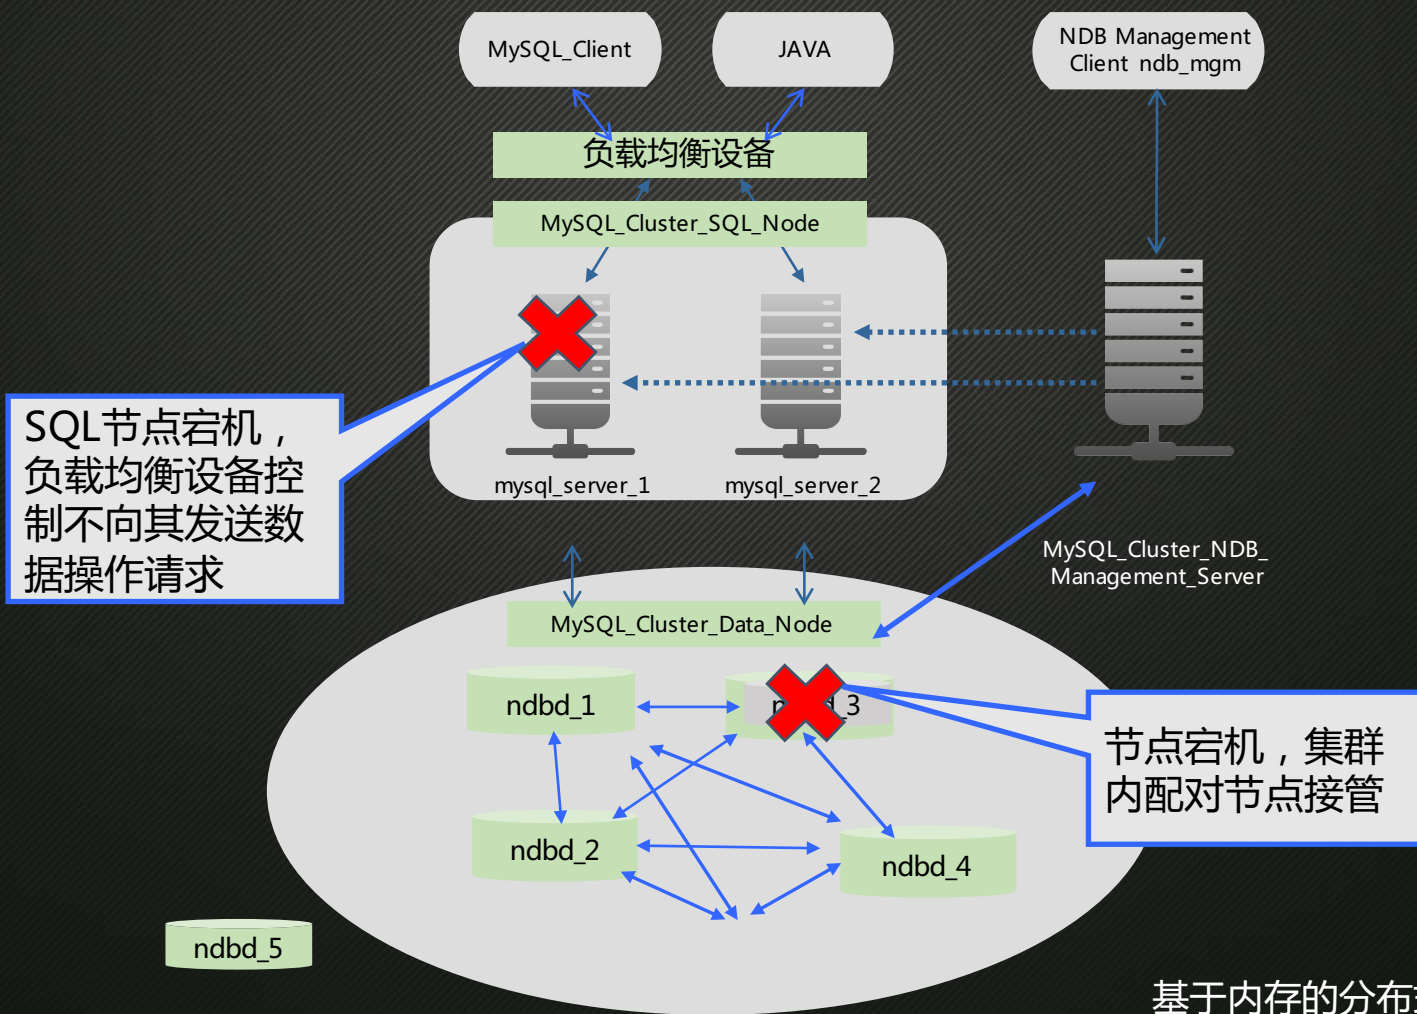 MySQL_Client
JAVA
NDB Management
Client ndb_mgm
负载均衡设备
MySQL_Cluster_SQL_Node
SQL节点宕机，
负载均衡设备控
制不向其发送数
据操作请求
mysql_server_1
mysql_server_2
MySQL_Cluster_NDB_
Management_Server
MySQL_Cluster_Data_Node
ndbd_1
节点宕机，集群
内配对节点接管
ndbd_2
ndbd_4
ndbd_5
基于内存的分布